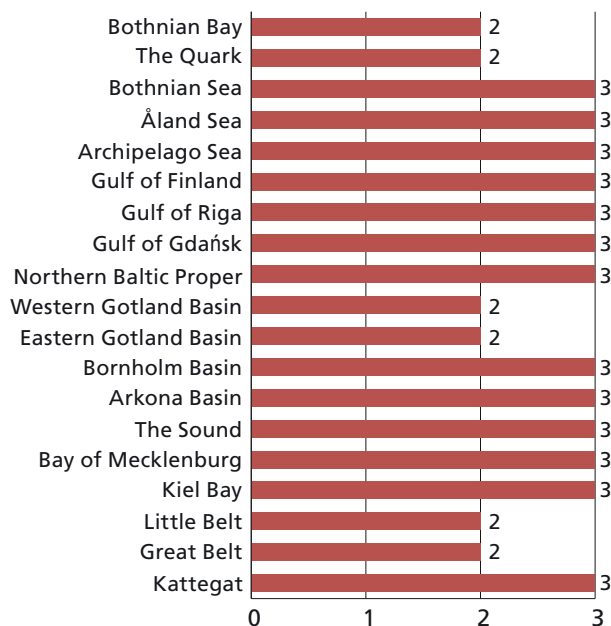 Bothnian Bay 2
The Quark 2
Bothnian Sea 3
Åland Sea 3
Archipelago Sea 3
Gulf of Finland 3
Gulf of Riga 3
Gulf of Gdańsk 3
Northern Baltic Proper 3
Western Gotland Basin 2
Eastern Gotland Basin 2
Bornholm Basin 3
Arkona Basin 3
The Sound 3
Bay of Mecklenburg 3
Kiel Bay 3
Little Belt 2
Great Belt 2
Kattegat 3
0 1 2 3